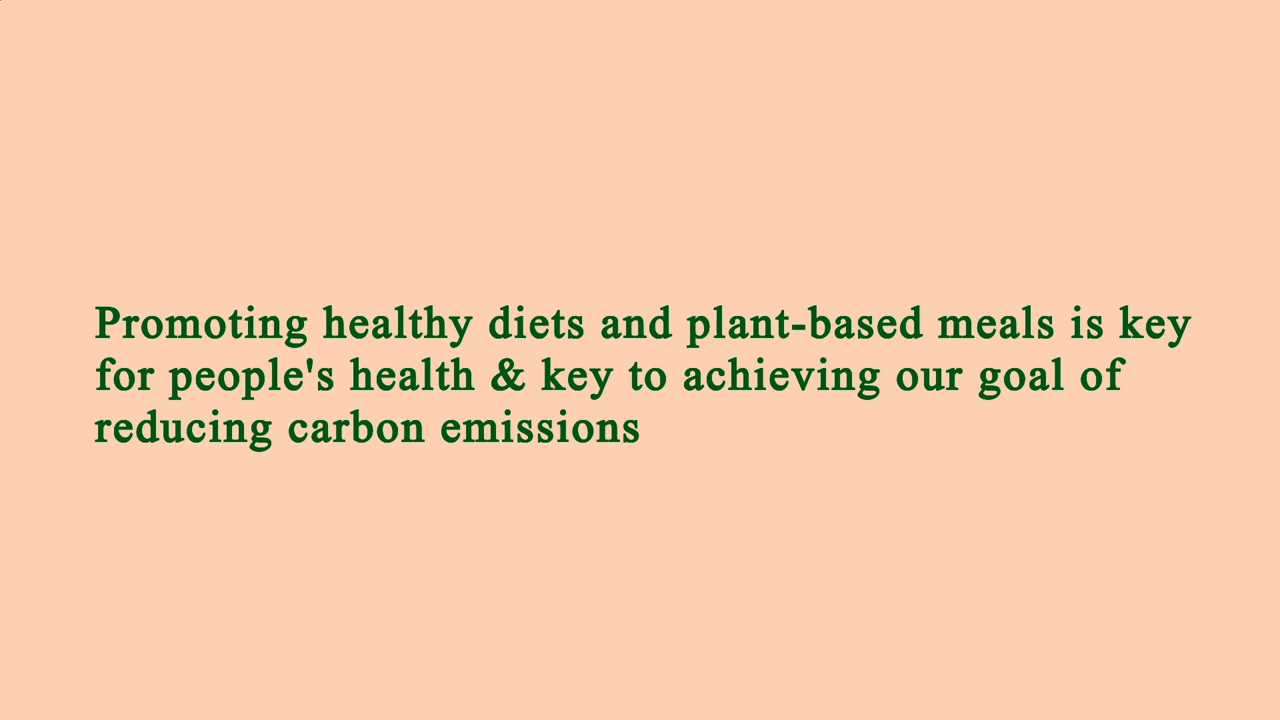 Promoting healthy diets and plant-based meals is key
for people's health & key to achieving our goal of
reducing carbon emissions